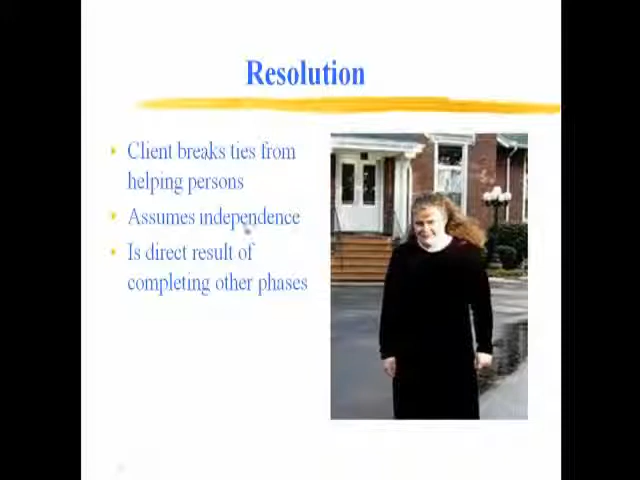 Resolution
Client breaks ties from
helping persons
Assumes independence
Is direct result of
completing other phases